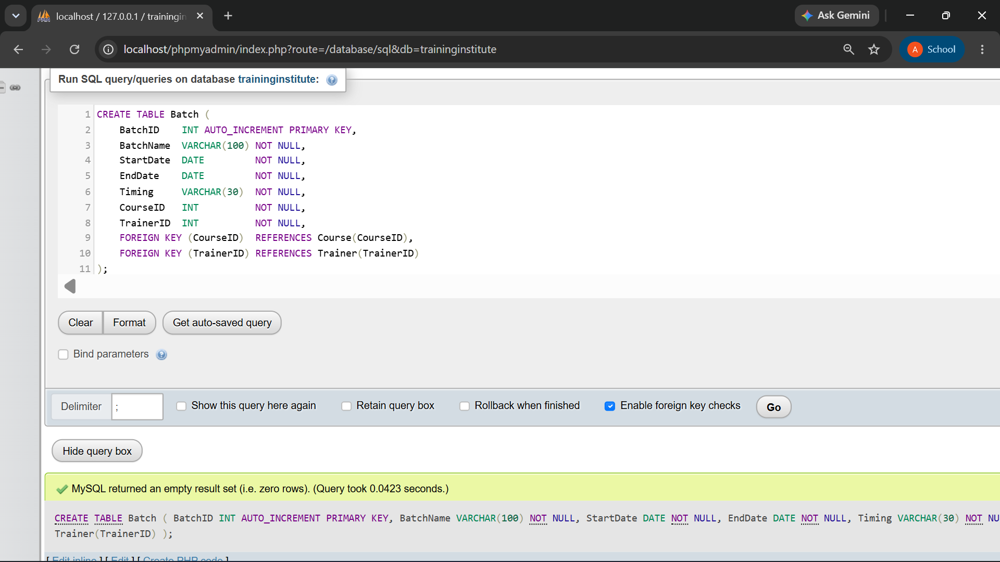 localhost / 127.0.0.1 / traininginstitute
Ask Gemini
localhost/phpmyadmin/index.php?route=/database/sql&db=traininginstitute
A School
Run SQL query/queries on database traininginstitute:
1 CREATE TABLE Batch (
2 BatchID INT AUTO_INCREMENT PRIMARY KEY,
3 BatchName VARCHAR(100) NOT NULL,
4 StartDate DATE NOT NULL,
5 EndDate DATE NOT NULL,
6 Timing VARCHAR(30) NOT NULL,
7 CourseID INT NOT NULL,
8 TrainerID INT NOT NULL,
9 FOREIGN KEY (CourseID) REFERENCES Course(CourseID),
10 FOREIGN KEY (TrainerID) REFERENCES Trainer(TrainerID)
11 );
Clear Format Get auto-saved query
Bind parameters
Delimiter ; Show this query here again Retain query box Rollback when finished Enable foreign key checks Go
Hide query box
MySQL returned an empty result set (i.e. zero rows). (Query took 0.0423 seconds.)
CREATE TABLE Batch ( BatchID INT AUTO_INCREMENT PRIMARY KEY, BatchName VARCHAR(100) NOT NULL, StartDate DATE NOT NULL, EndDate DATE NOT NULL, Timing VARCHAR(30) NOT NU
Trainer(TrainerID) );
[ Edit inline ] [ Edit ] [ Create PHP code ]